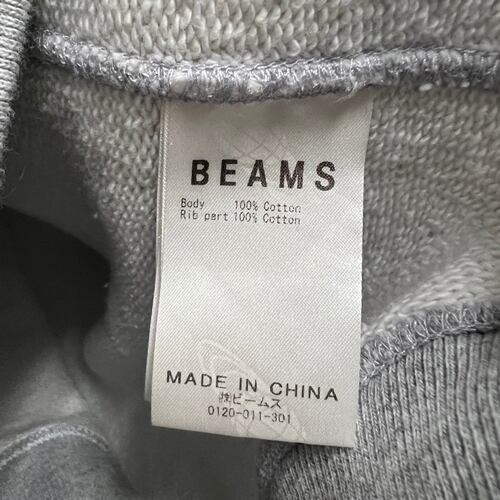 BEAMS
Body 100% Cotton
Rib part 100% Cotton
MADE IN CHINA
㈱ビームス
0120-011-301